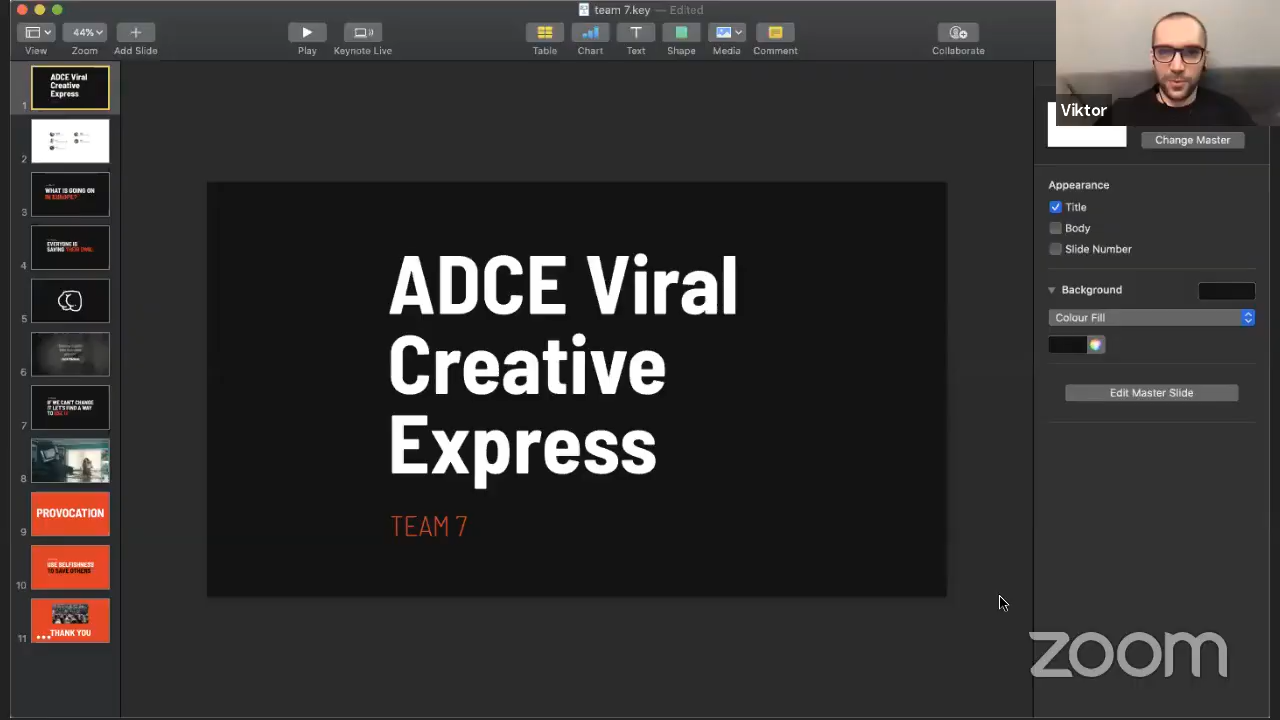 team 7.key — Edited
44%
View
Zoom
Add Slide
Play
Keynote Live
Table
Chart
Text
Shape
Media
Comment
Collaborate
Viktor
Change Master
Appearance
Title
Body
Slide Number
Background
Colour Fill
Edit Master Slide
1
ADCE Viral
Creative
Express
2
3
WHAT IS GOING ON
IN EUROPE?
4
EVERYONE IS
SAVING THEIR OWN.
5
6
7
IF WE CAN'T CHANGE
IT LET'S FIND A WAY
TO USE IT
8
9
PROVOCATION
10
USE SELFISHNESS
TO SAVE OTHERS
11
THANK YOU
ADCE Viral
Creative
Express
TEAM 7
zoom